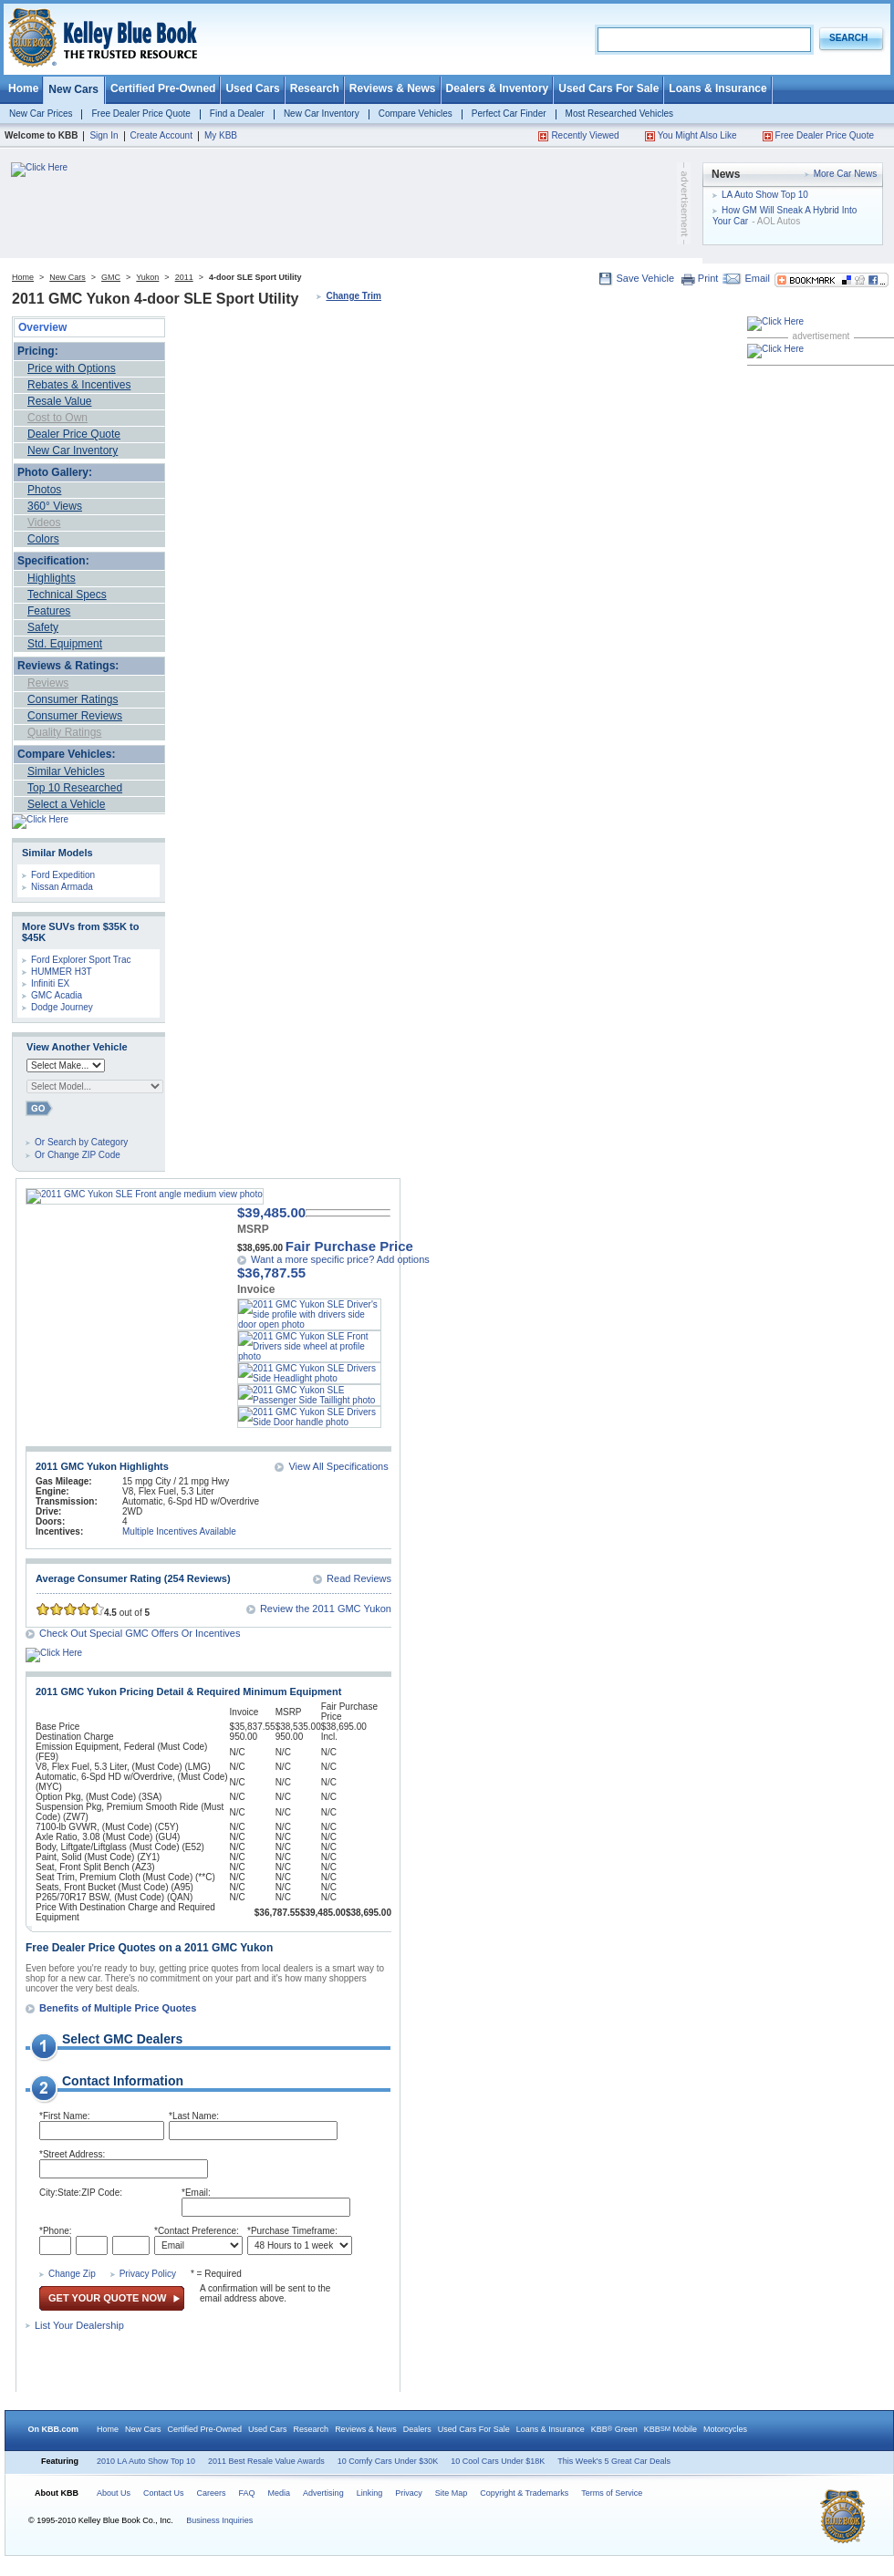 Kelley Blue Book
THE TRUSTED RESOURCE
SEARCH
Home New Cars Certified Pre-Owned Used Cars Research Reviews & News Dealers & Inventory Used Cars For Sale Loans & Insurance
New Car Prices | Free Dealer Price Quote | Find a Dealer | New Car Inventory | Compare Vehicles | Perfect Car Finder | Most Researched Vehicles
Welcome to KBB | Sign In | Create Account | My KBB
Recently Viewed You Might Also Like Free Dealer Price Quote
Click Here
- advertisement -
News More Car News
LA Auto Show Top 10
How GM Will Sneak A Hybrid Into
Your Car - AOL Autos
Home > New Cars > GMC > Yukon > 2011 > 4-door SLE Sport Utility
Save Vehicle Print Email BOOKMARK ...
2011 GMC Yukon 4-door SLE Sport Utility Change Trim
Overview
Pricing:
Price with Options
Rebates & Incentives
Resale Value
Cost to Own
Dealer Price Quote
New Car Inventory
Photo Gallery:
Photos
360° Views
Videos
Colors
Specification:
Highlights
Technical Specs
Features
Safety
Std. Equipment
Reviews & Ratings:
Reviews
Consumer Ratings
Consumer Reviews
Quality Ratings
Compare Vehicles:
Similar Vehicles
Top 10 Researched
Select a Vehicle
Click Here
Click Here
advertisement
Click Here
Similar Models
Ford Expedition
Nissan Armada
More SUVs from $35K to
$45K
Ford Explorer Sport Trac
HUMMER H3T
Infiniti EX
GMC Acadia
Dodge Journey
View Another Vehicle
Select Make...
Select Model...
GO
Or Search by Category
Or Change ZIP Code
2011 GMC Yukon SLE Front angle medium view photo
$39,485.00
MSRP
$38,695.00 Fair Purchase Price
Want a more specific price? Add options
$36,787.55
Invoice
2011 GMC Yukon SLE Driver's
side profile with drivers side
door open photo
2011 GMC Yukon SLE Front
Drivers side wheel at profile
photo
2011 GMC Yukon SLE Drivers
Side Headlight photo
2011 GMC Yukon SLE
Passenger Side Taillight photo
2011 GMC Yukon SLE Drivers
Side Door handle photo
2011 GMC Yukon Highlights View All Specifications
Gas Mileage: 15 mpg City / 21 mpg Hwy
Engine: V8, Flex Fuel, 5.3 Liter
Transmission: Automatic, 6-Spd HD w/Overdrive
Drive: 2WD
Doors: 4
Incentives: Multiple Incentives Available
Average Consumer Rating (254 Reviews) Read Reviews
4.5 out of 5 Review the 2011 GMC Yukon
Check Out Special GMC Offers Or Incentives
Click Here
2011 GMC Yukon Pricing Detail & Required Minimum Equipment
Invoice MSRP Fair Purchase
Price
Base Price $35,837.55 $38,535.00 $38,695.00
Destination Charge 950.00 950.00 Incl.
Emission Equipment, Federal (Must Code)
(FE9) N/C N/C N/C
V8, Flex Fuel, 5.3 Liter, (Must Code) (LMG) N/C N/C N/C
Automatic, 6-Spd HD w/Overdrive, (Must Code)
(MYC) N/C N/C N/C
Option Pkg, (Must Code) (3SA) N/C N/C N/C
Suspension Pkg, Premium Smooth Ride (Must
Code) (ZW7) N/C N/C N/C
7100-lb GVWR, (Must Code) (C5Y) N/C N/C N/C
Axle Ratio, 3.08 (Must Code) (GU4) N/C N/C N/C
Body, Liftgate/Liftglass (Must Code) (E52) N/C N/C N/C
Paint, Solid (Must Code) (ZY1) N/C N/C N/C
Seat, Front Split Bench (AZ3) N/C N/C N/C
Seat Trim, Premium Cloth (Must Code) (**C) N/C N/C N/C
Seats, Front Bucket (Must Code) (A95) N/C N/C N/C
P265/70R17 BSW, (Must Code) (QAN) N/C N/C N/C
Price With Destination Charge and Required
Equipment $36,787.55 $39,485.00 $38,695.00
Free Dealer Price Quotes on a 2011 GMC Yukon
Even before you're ready to buy, getting price quotes from local dealers is a smart way to
shop for a new car. There's no commitment on your part and it's how many shoppers
uncover the very best deals.
Benefits of Multiple Price Quotes
1 Select GMC Dealers
2 Contact Information
*First Name: *Last Name:
*Street Address:
City:State:ZIP Code: *Email:
*Phone: *Contact Preference: *Purchase Timeframe:
Email 48 Hours to 1 week
Change Zip Privacy Policy * = Required
GET YOUR QUOTE NOW
A confirmation will be sent to the
email address above.
List Your Dealership
On KBB.com Home New Cars Certified Pre-Owned Used Cars Research Reviews & News Dealers Used Cars For Sale Loans & Insurance KBB® Green KBB℠ Mobile Motorcycles
Featuring 2010 LA Auto Show Top 10 2011 Best Resale Value Awards 10 Comfy Cars Under $30K 10 Cool Cars Under $18K This Week's 5 Great Car Deals
About KBB About Us Contact Us Careers FAQ Media Advertising Linking Privacy Site Map Copyright & Trademarks Terms of Service
© 1995-2010 Kelley Blue Book Co., Inc. Business Inquiries